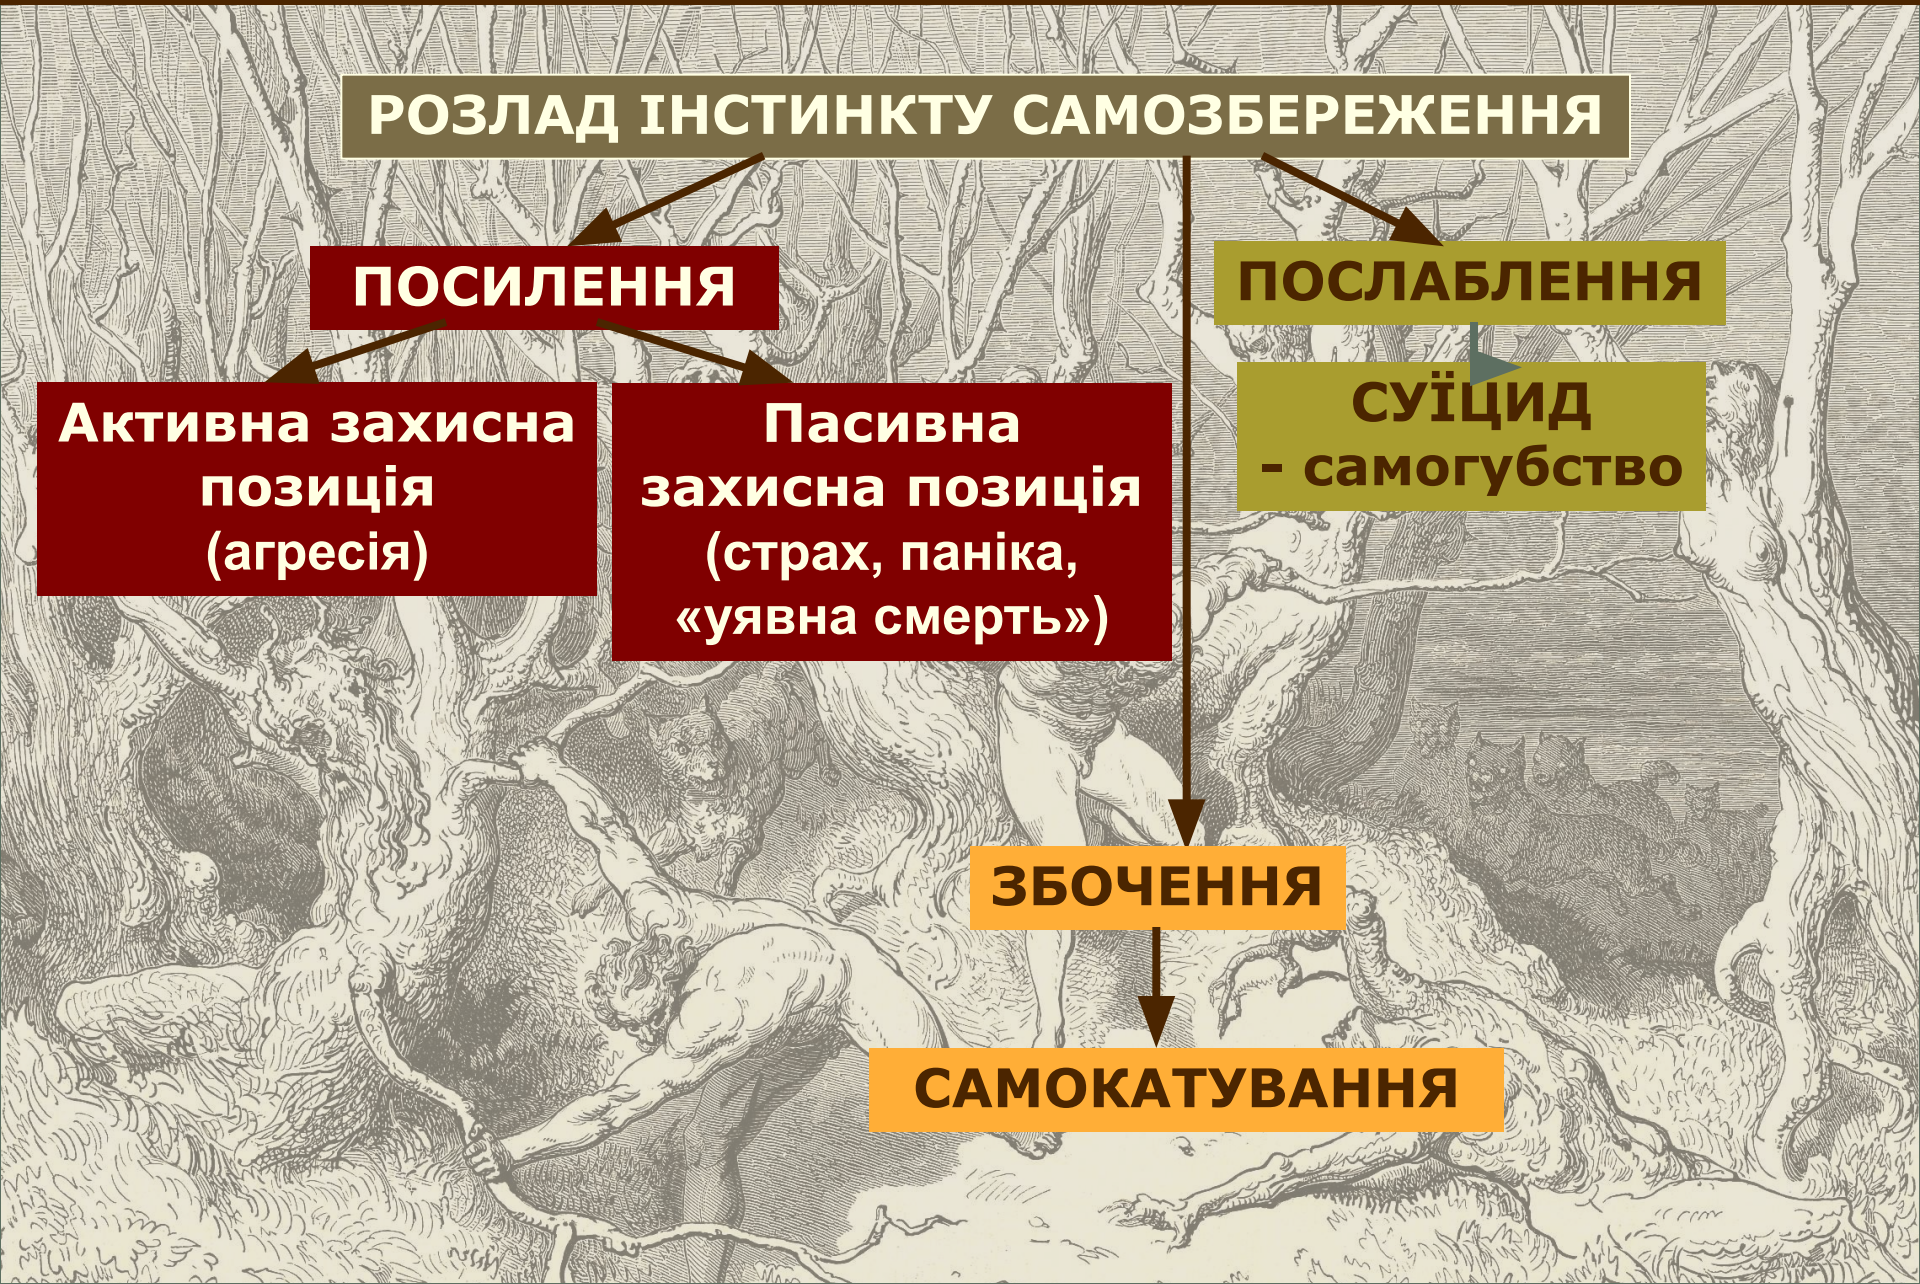 РОЗЛАД ІНСТИНКТУ САМОЗБЕРЕЖЕННЯ
ПОСИЛЕННЯ
ПОСЛАБЛЕННЯ
Активна захисна
позиція
(агресія)
Пасивна
захисна позиція
(страх, паніка,
«уявна смерть»)
СУЇЦИД
- самогубство
ЗБОЧЕННЯ
САМОКАТУВАННЯ